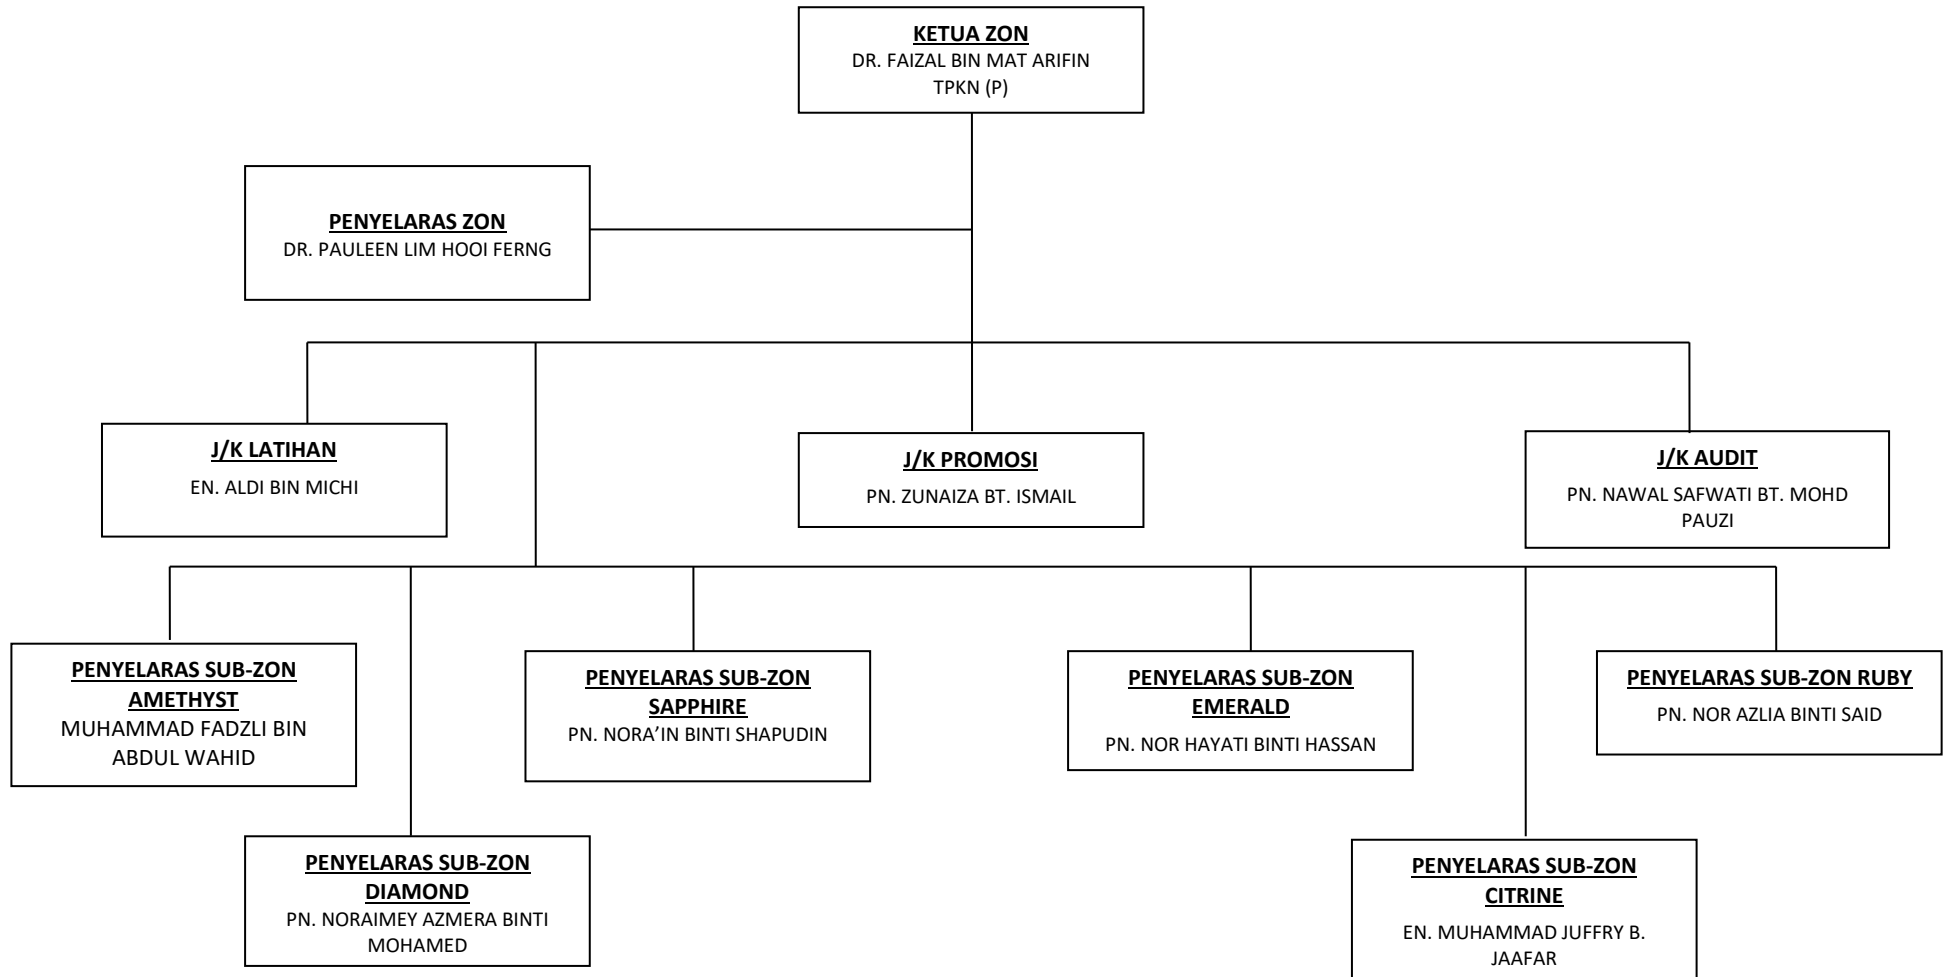 KETUA ZON
DR. FAIZAL BIN MAT ARIFIN
TPKN (P)
PENYELARAS ZON
DR. PAULEEN LIM HOOI FERNG
J/K LATIHAN
EN. ALDI BIN MICHI
J/K PROMOSI
PN. ZUNAIZA BT. ISMAIL
J/K AUDIT
PN. NAWAL SAFWATI BT. MOHD
PAUZI
PENYELARAS SUB-ZON
AMETHYST
MUHAMMAD FADZLI BIN
ABDUL WAHID
PENYELARAS SUB-ZON
SAPPHIRE
PN. NORA’IN BINTI SHAPUDIN
PENYELARAS SUB-ZON
EMERALD
PN. NOR HAYATI BINTI HASSAN
PENYELARAS SUB-ZON RUBY
PN. NOR AZLIA BINTI SAID
PENYELARAS SUB-ZON
DIAMOND
PN. NORAIMEY AZMERA BINTI
MOHAMED
PENYELARAS SUB-ZON
CITRINE
EN. MUHAMMAD JUFFRY B.
JAAFAR